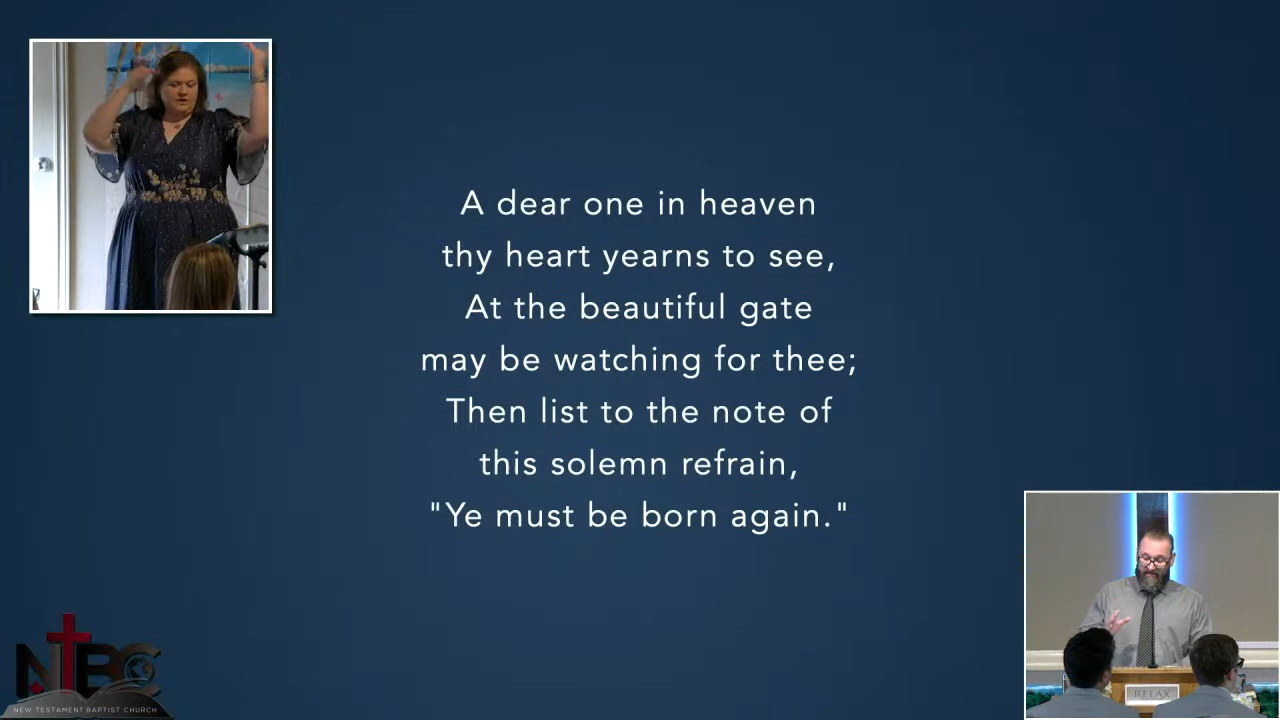 A dear one in heaven
thy heart yearns to see,
At the beautiful gate
may be watching for thee;
Then list to the note of
this solemn refrain,
"Ye must be born again."
NTBC
NEW TESTAMENT BAPTIST CHURCH
RELAX